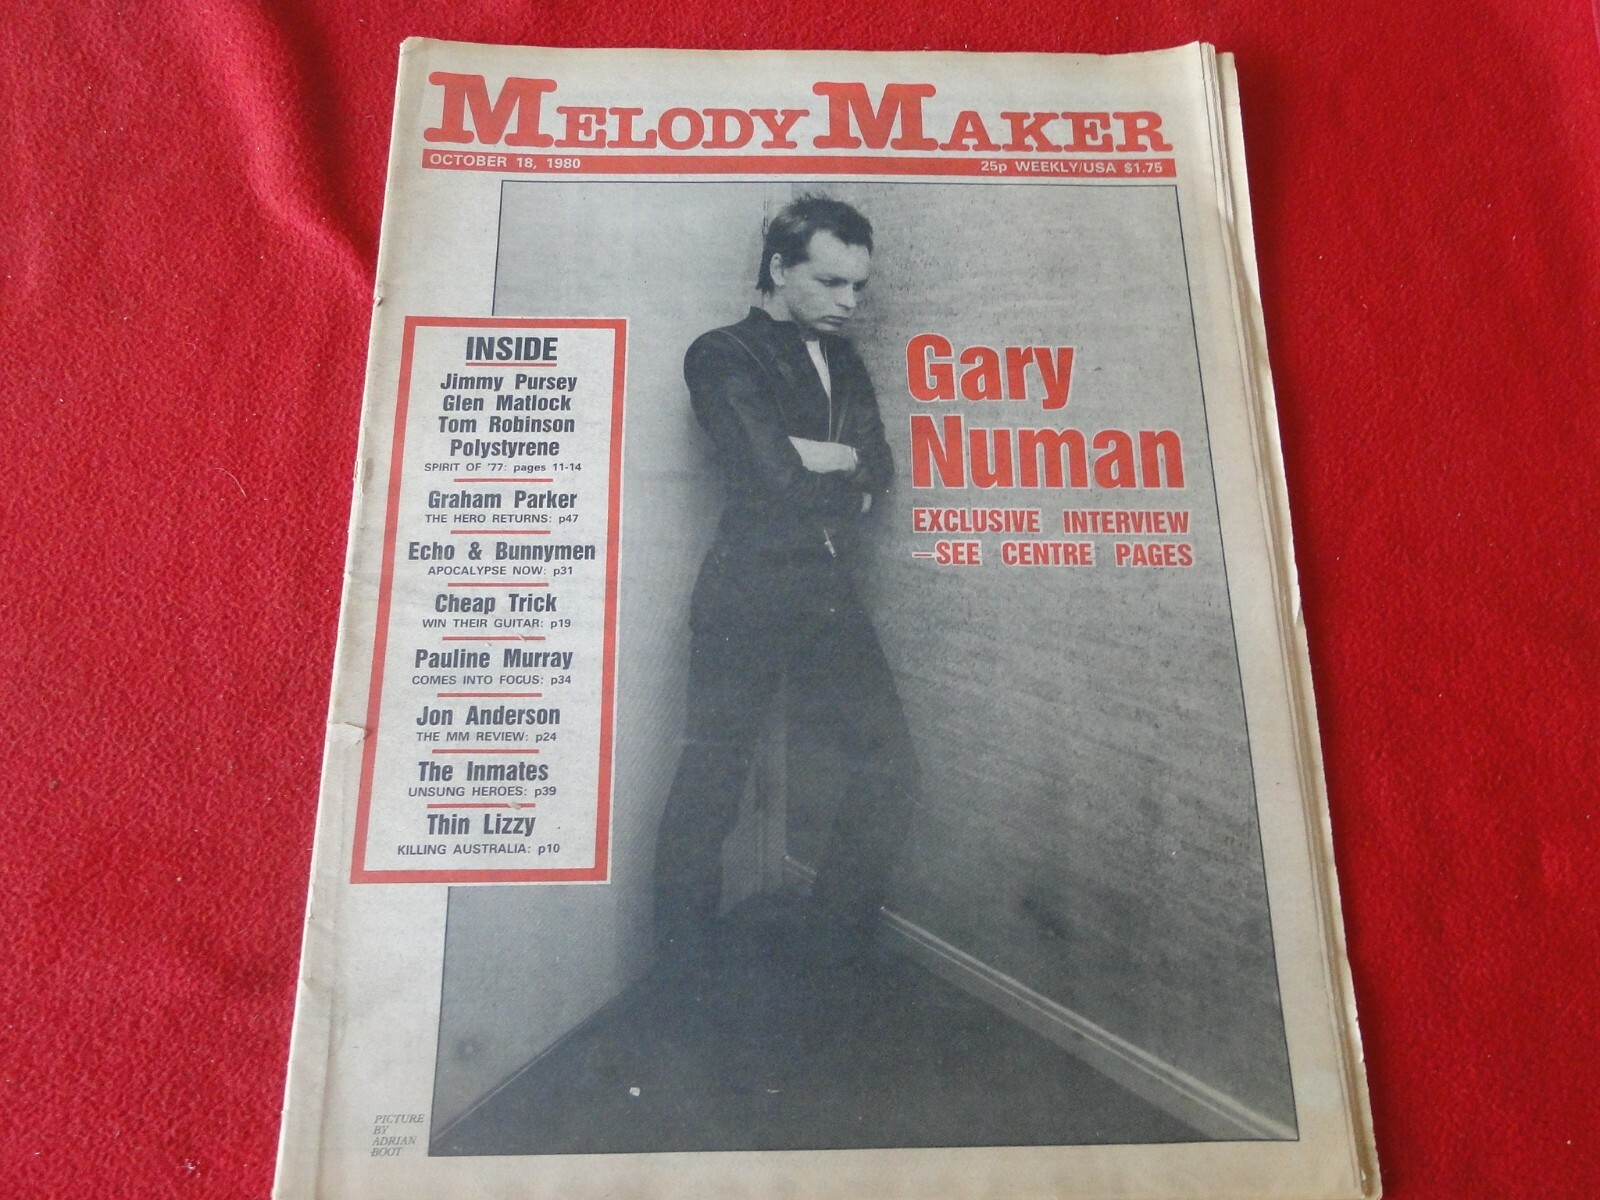 MELODY MAKER
OCTOBER 18, 1980
25p WEEKLY/USA $1.75
INSIDE
Jimmy Pursey
Glen Matlock
Tom Robinson
Polystyrene
SPIRIT OF '77: pages 11-14
Graham Parker
THE HERO RETURNS: p47
Echo & Bunnymen
APOCALYPSE NOW: p31
Cheap Trick
WIN THEIR GUITAR: p19
Pauline Murray
COMES INTO FOCUS: p34
Jon Anderson
THE MM REVIEW: p24
The Inmates
UNSUNG HEROES: p39
Thin Lizzy
KILLING AUSTRALIA: p10
Gary
Numan
EXCLUSIVE INTERVIEW
—SEE CENTRE PAGES
PICTURE
BY
ADRIAN
BOOT